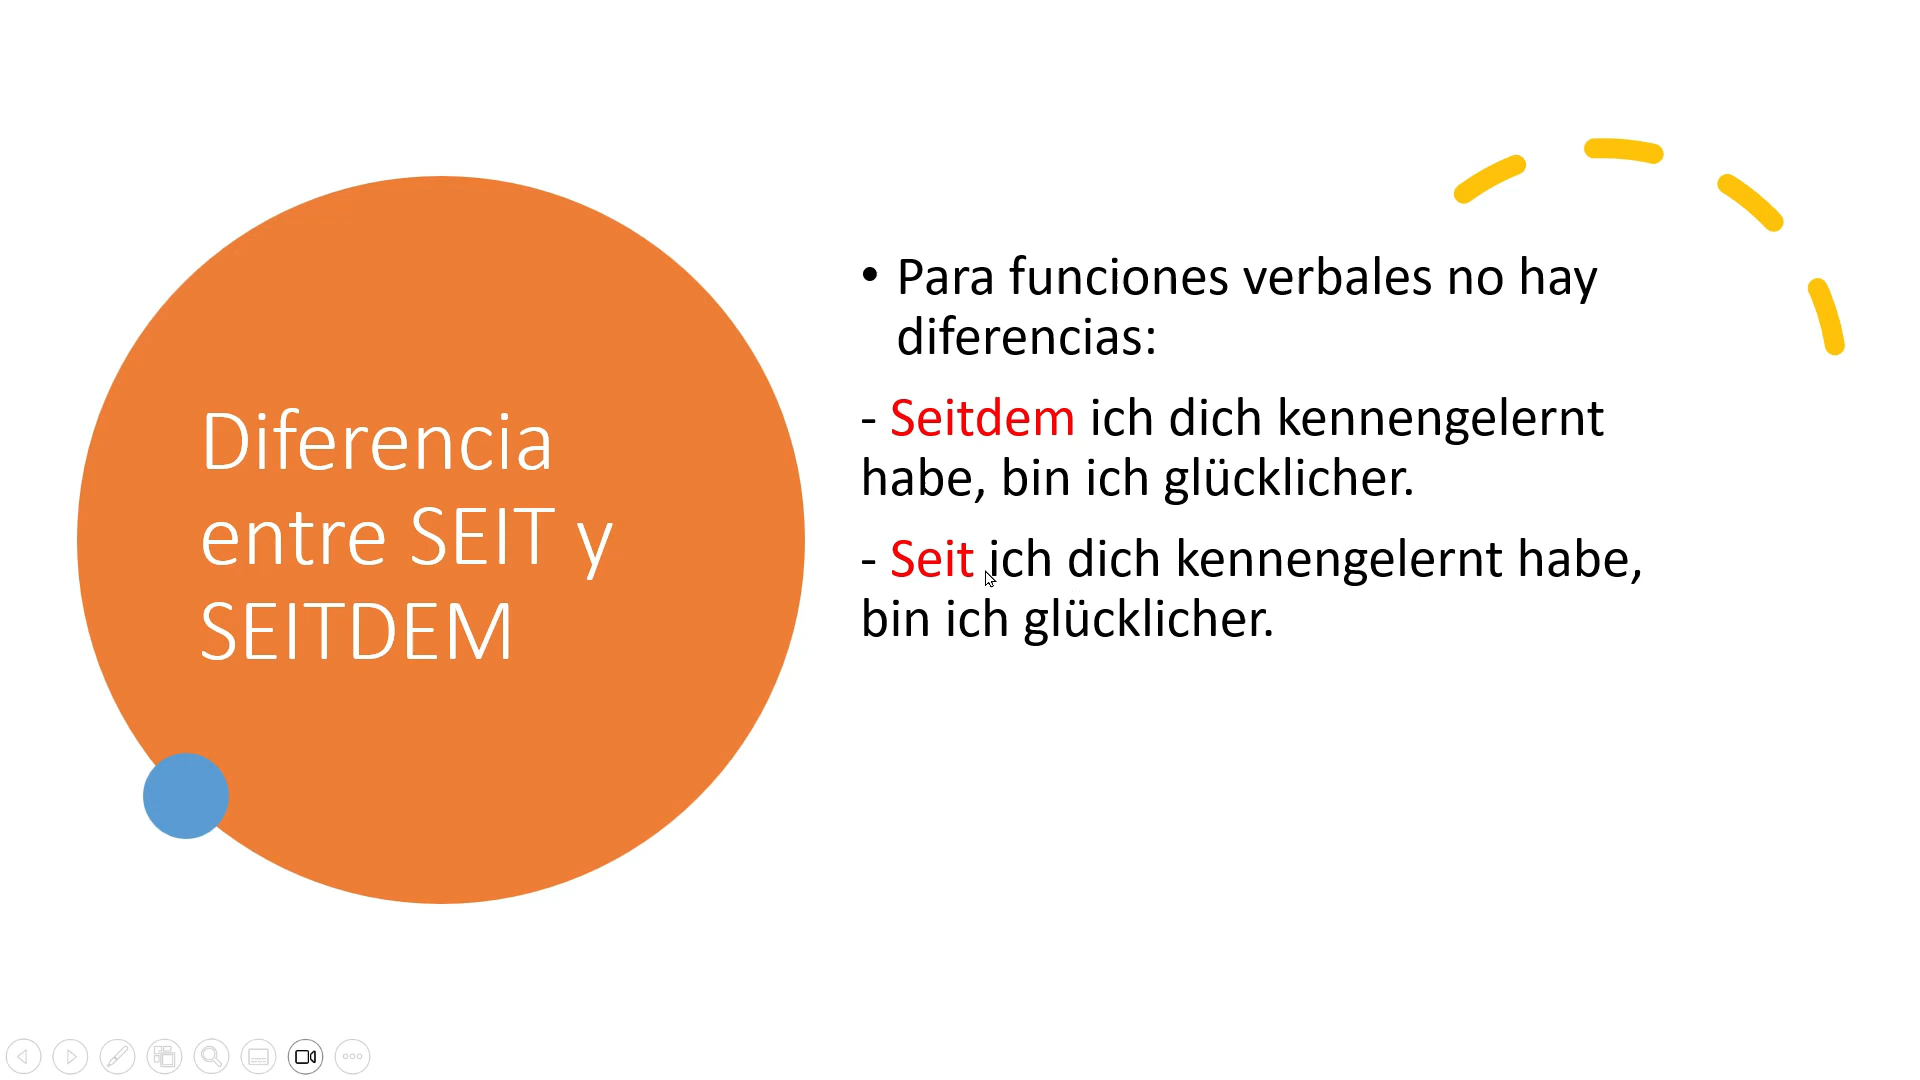 Diferencia
entre SEIT y
SEITDEM
• Para funciones verbales no hay
diferencias:
- Seitdem ich dich kennengelernt
habe, bin ich glücklicher.
- Seit ich dich kennengelernt habe,
bin ich glücklicher.